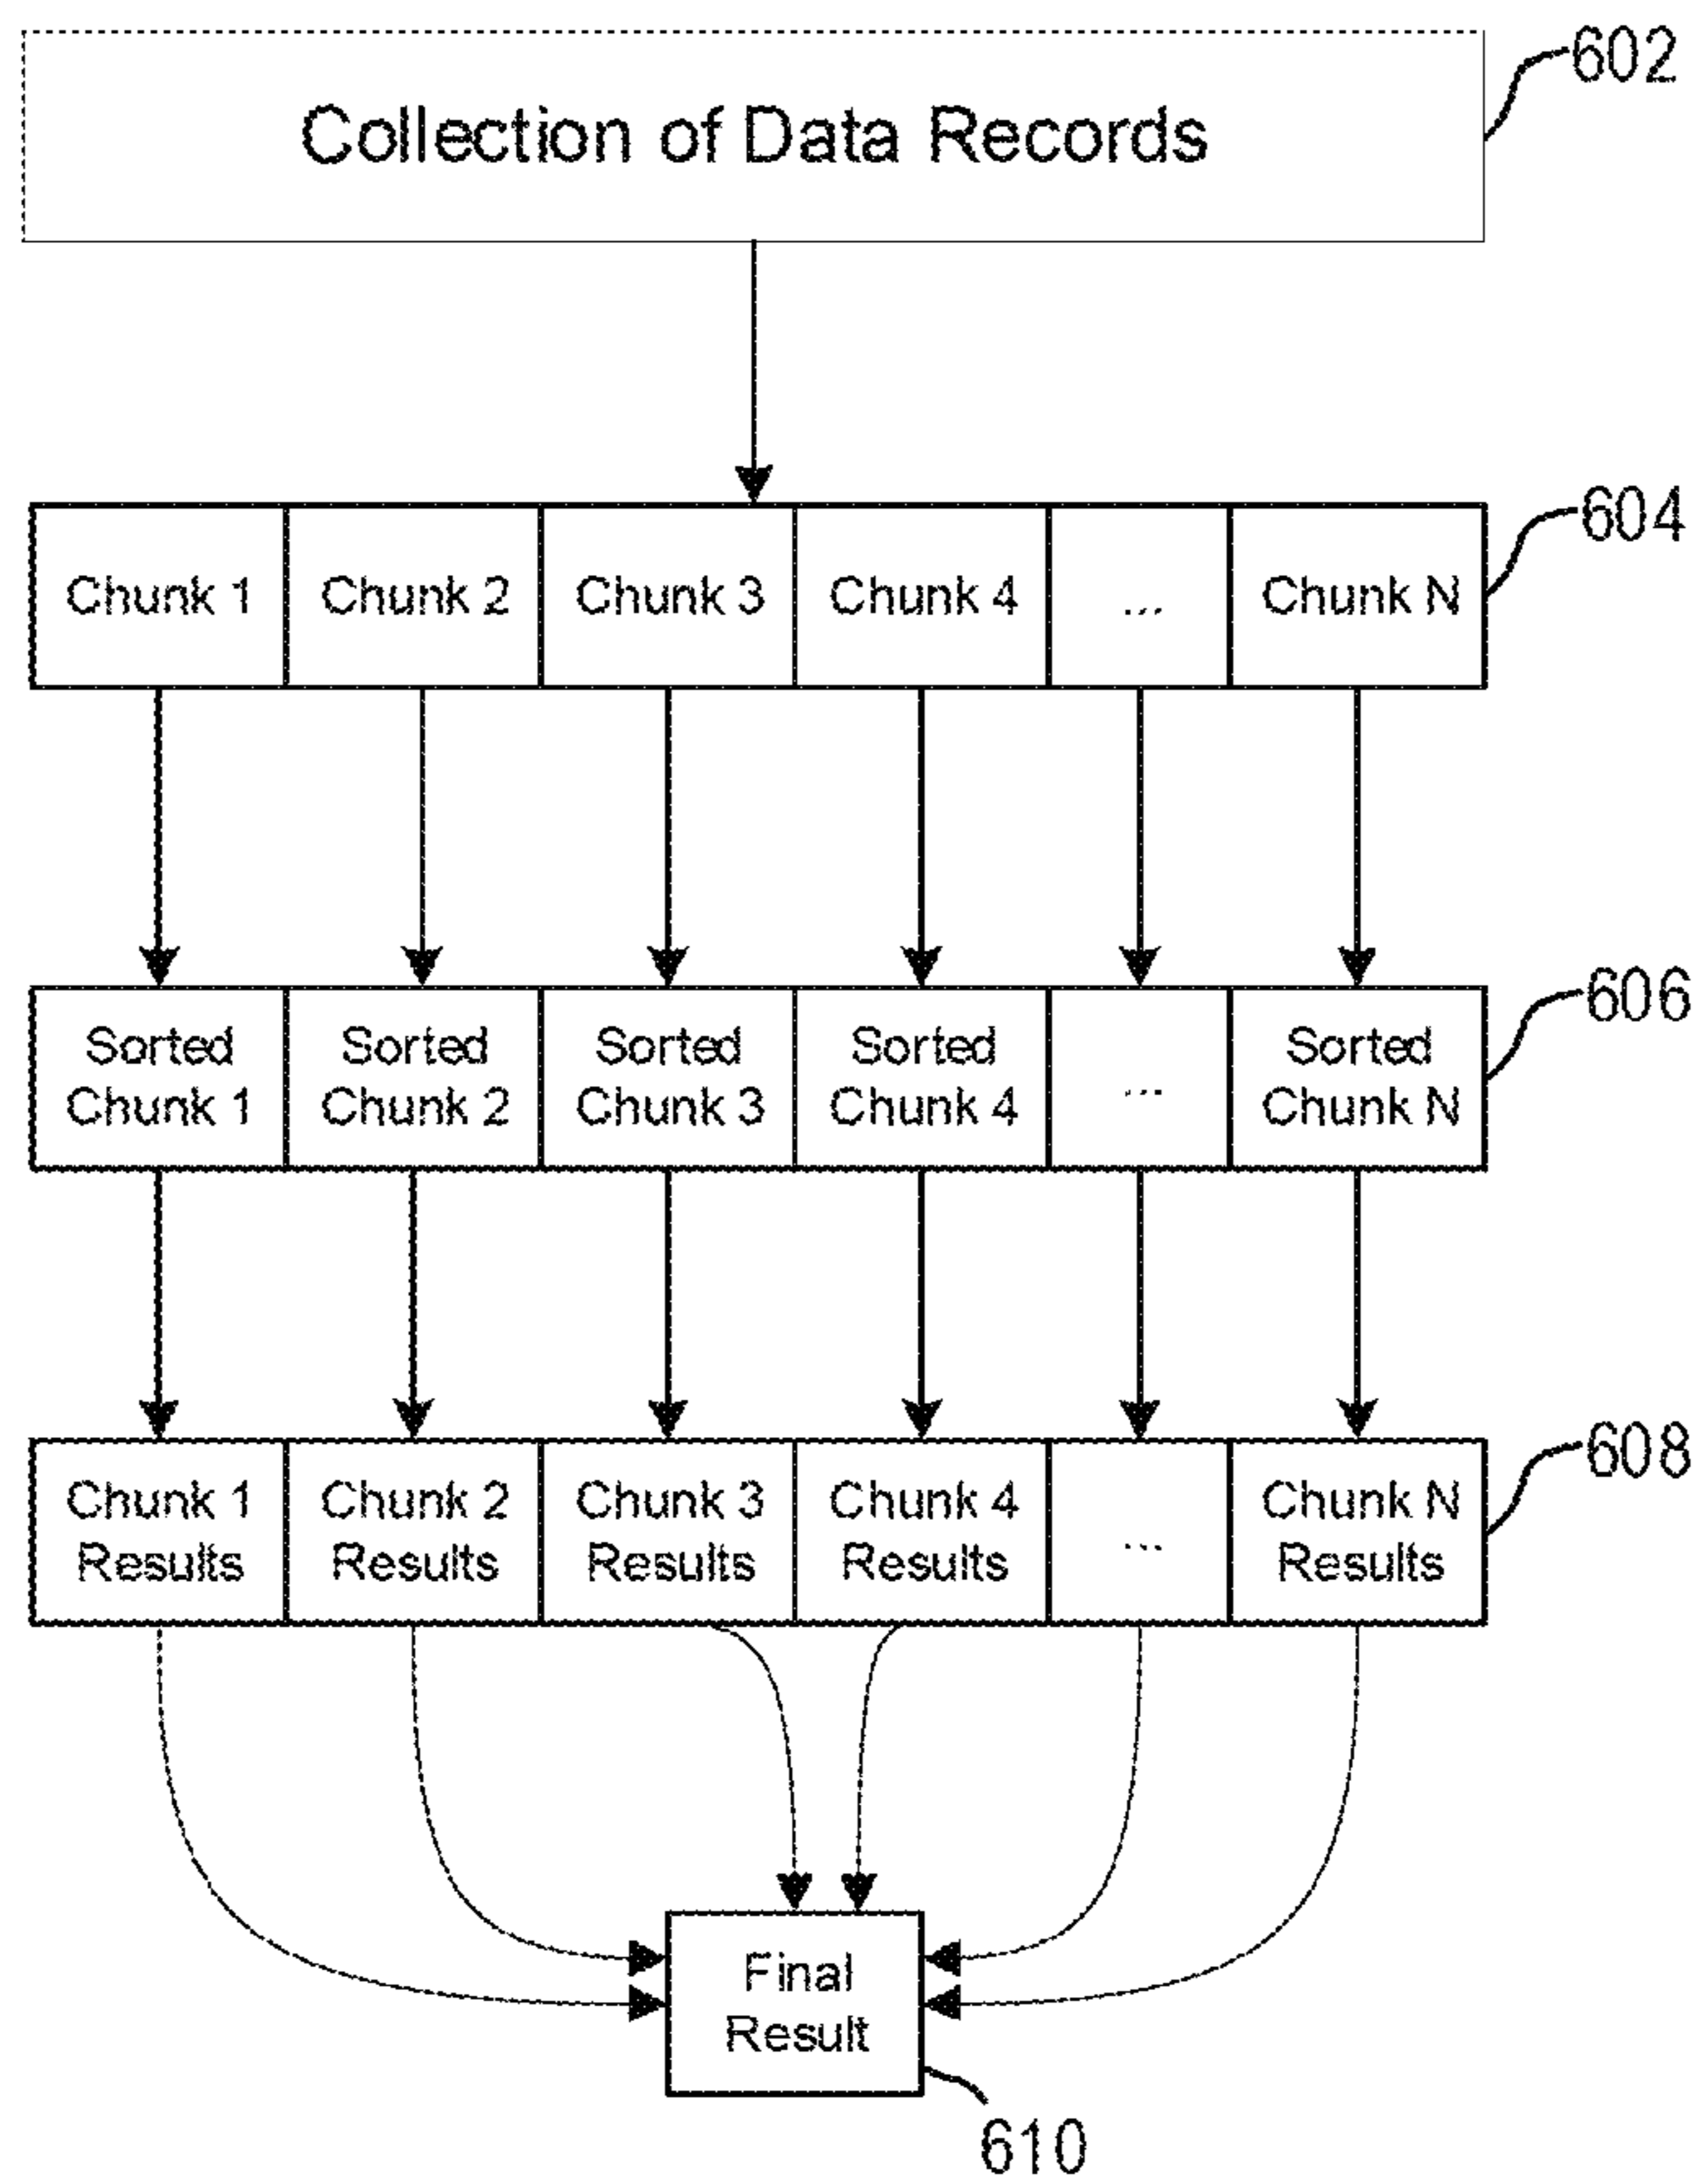 602
Collection of Data Records
604
Chunk 1 Chunk 2 Chunk 3 Chunk 4 ... Chunk N
606
Sorted Sorted Sorted Sorted ... Sorted
Chunk 1 Chunk 2 Chunk 3 Chunk 4 Chunk N
608
Chunk 1 Chunk 2 Chunk 3 Chunk 4 ... Chunk N
Results Results Results Results Results
Final
Result
610